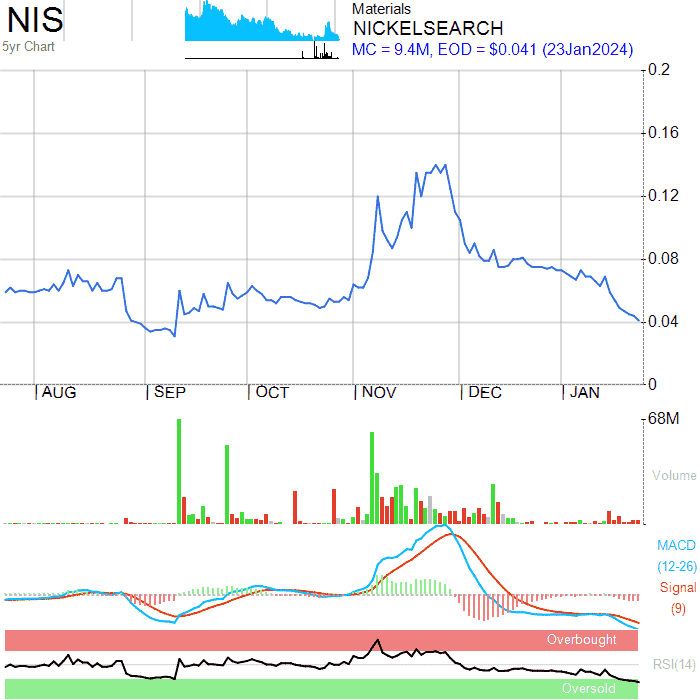 NIS
5yr Chart
Materials
NICKELSEARCH
MC = 9.4M, EOD = $0.041 (23Jan2024)
0.2
0.16
0.12
0.08
0.04
0
AUG SEP OCT NOV DEC JAN
68M
Volume
MACD
(12-26)
Signal
(9)
Overbought
RSI(14)
Oversold